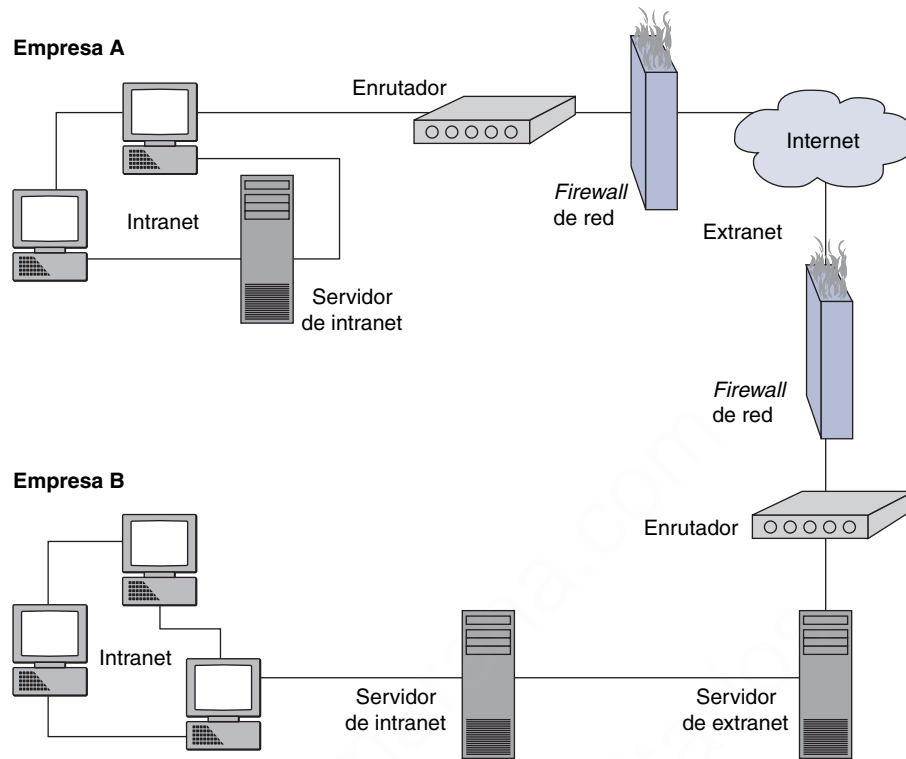 Empresa A
Enrutador
Internet
Firewall
de red
Intranet
Extranet
Servidor
de intranet
Firewall
de red
Empresa B
Enrutador
Intranet
Servidor
de intranet
Servidor
de extranet